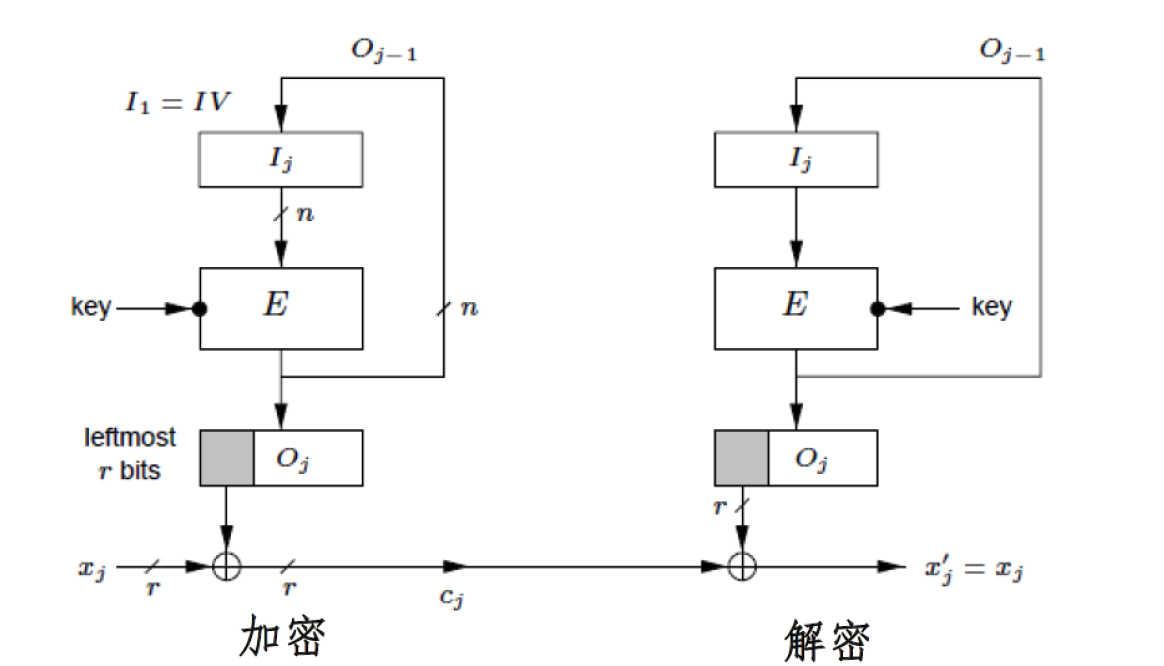 O_{j-1}
I_1 = IV
I_j
n
key
E
n
leftmost
r bits
O_j
x_j
r
r
c_j
加密
O_{j-1}
I_j
E
key
O_j
r
x'_j = x_j
解密